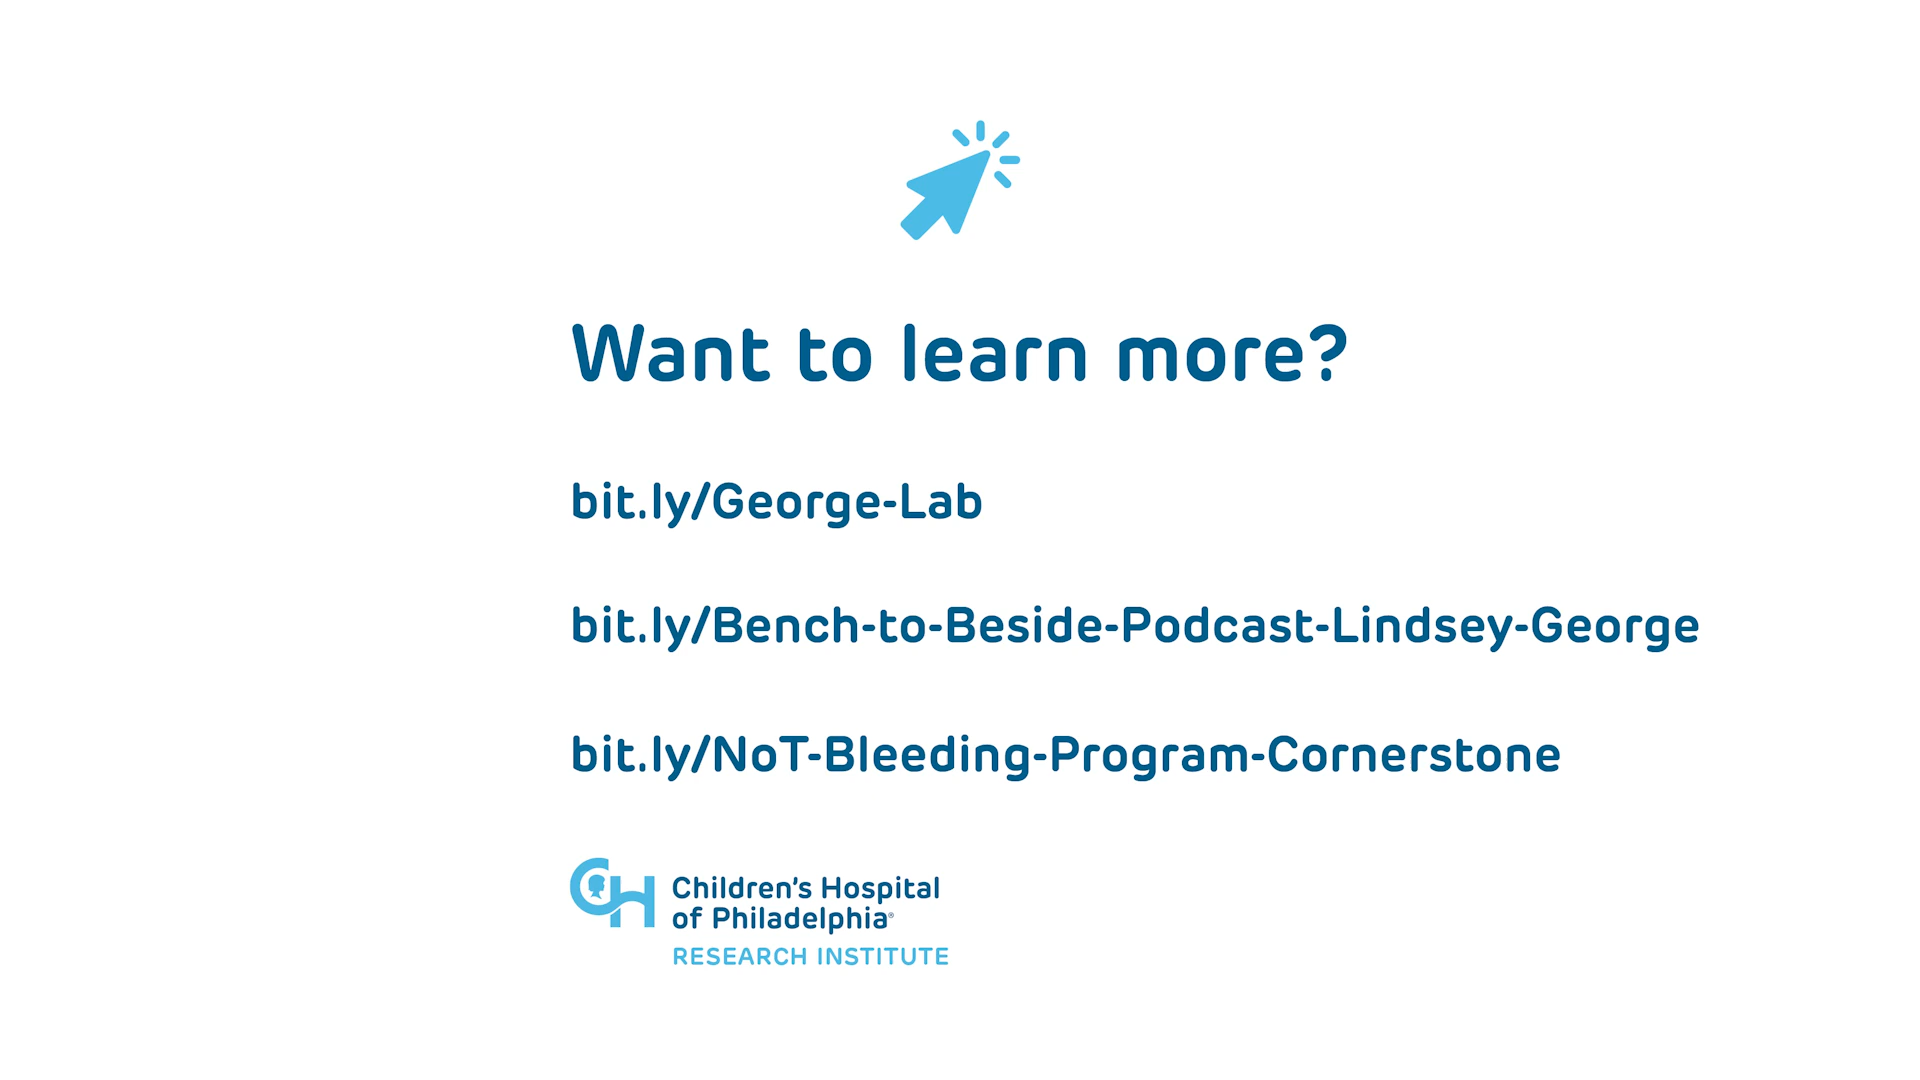 Want to learn more?
bit.ly/George-Lab
bit.ly/Bench-to-Beside-Podcast-Lindsey-George
bit.ly/NoT-Bleeding-Program-Cornerstone
CH
Children's Hospital
of Philadelphia®
RESEARCH INSTITUTE